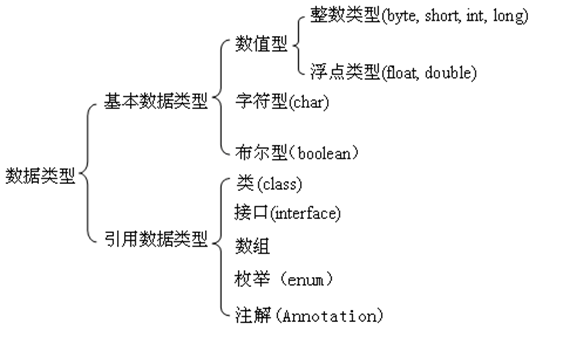 整数类型(byte, short, int, long)
数值型
浮点类型(float, double)
基本数据类型
字符型(char)
布尔型(boolean)
数据类型
类(class)
接口(interface)
引用数据类型
数组
枚举 (enum)
注解(Annotation)